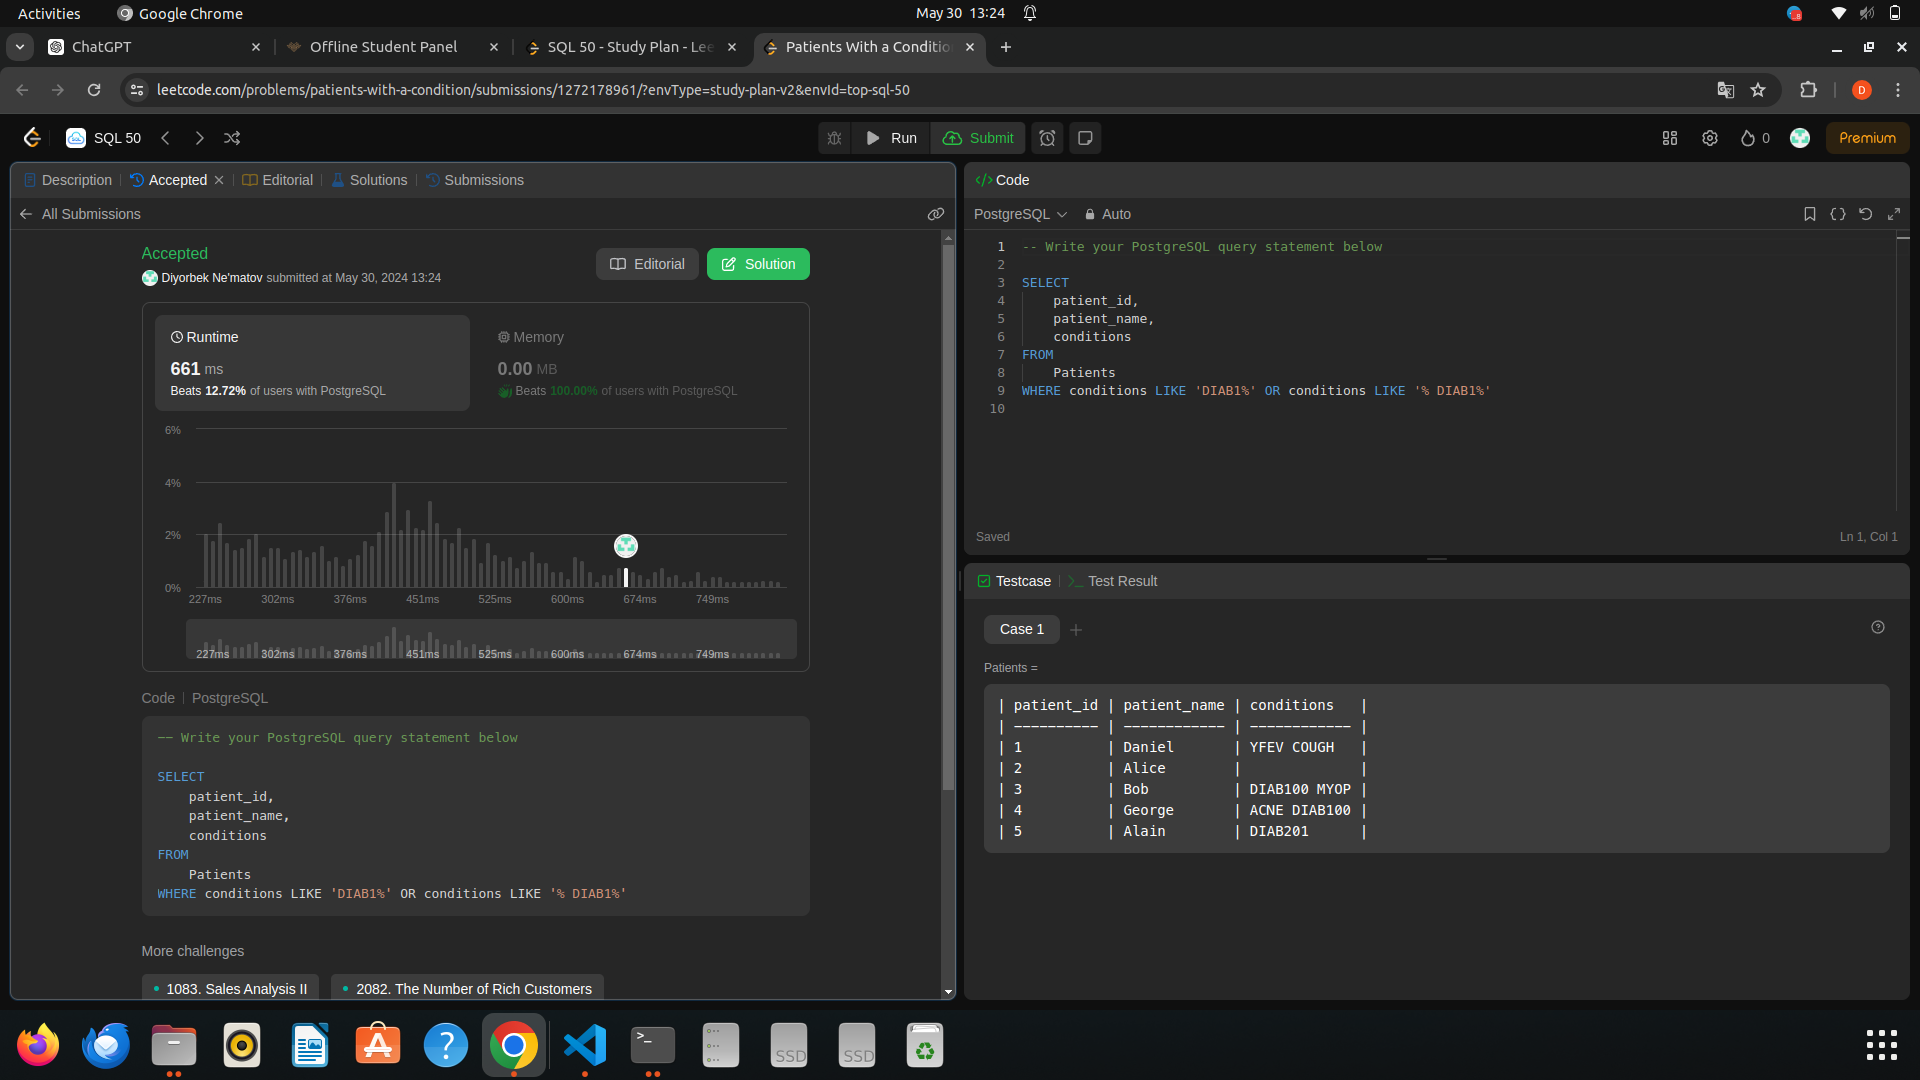 Activities
Google Chrome
May 30 13:24
ChatGPT
Offline Student Panel
SQL 50 - Study Plan - Lee
Patients With a Conditio
leetcode.com/problems/patients-with-a-condition/submissions/1272178961/?envType=study-plan-v2&envId=top-sql-50
D
SQL 50
Run
Submit
0
Premium
Description
Accepted
Editorial
Solutions
Submissions
All Submissions
Accepted
Diyorbek Ne'matov submitted at May 30, 2024 13:24
Editorial
Solution
Runtime
661 ms
Beats 12.72% of users with PostgreSQL
Memory
0.00 MB
Beats 100.00% of users with PostgreSQL
6%
4%
2%
0%
227ms 302ms 376ms 451ms 525ms 600ms 674ms 749ms
227ms 302ms 376ms 451ms 525ms 600ms 674ms 749ms
Code | PostgreSQL
-- Write your PostgreSQL query statement below
SELECT
patient_id,
patient_name,
conditions
FROM
Patients
WHERE conditions LIKE 'DIAB1%' OR conditions LIKE '% DIAB1%'
More challenges
1083. Sales Analysis II
2082. The Number of Rich Customers
</> Code
PostgreSQL
Auto
1 -- Write your PostgreSQL query statement below
2
3 SELECT
4 patient_id,
5 patient_name,
6 conditions
7 FROM
8 Patients
9 WHERE conditions LIKE 'DIAB1%' OR conditions LIKE '% DIAB1%'
10
Saved
Ln 1, Col 1
Testcase
Test Result
Case 1
Patients =
| patient_id | patient_name | conditions   |
| ---------- | ------------ | ------------ |
| 1          | Daniel       | YFEV COUGH   |
| 2          | Alice        |              |
| 3          | Bob          | DIAB100 MYOP |
| 4          | George       | ACNE DIAB100 |
| 5          | Alain        | DIAB201      |
SSD
SSD